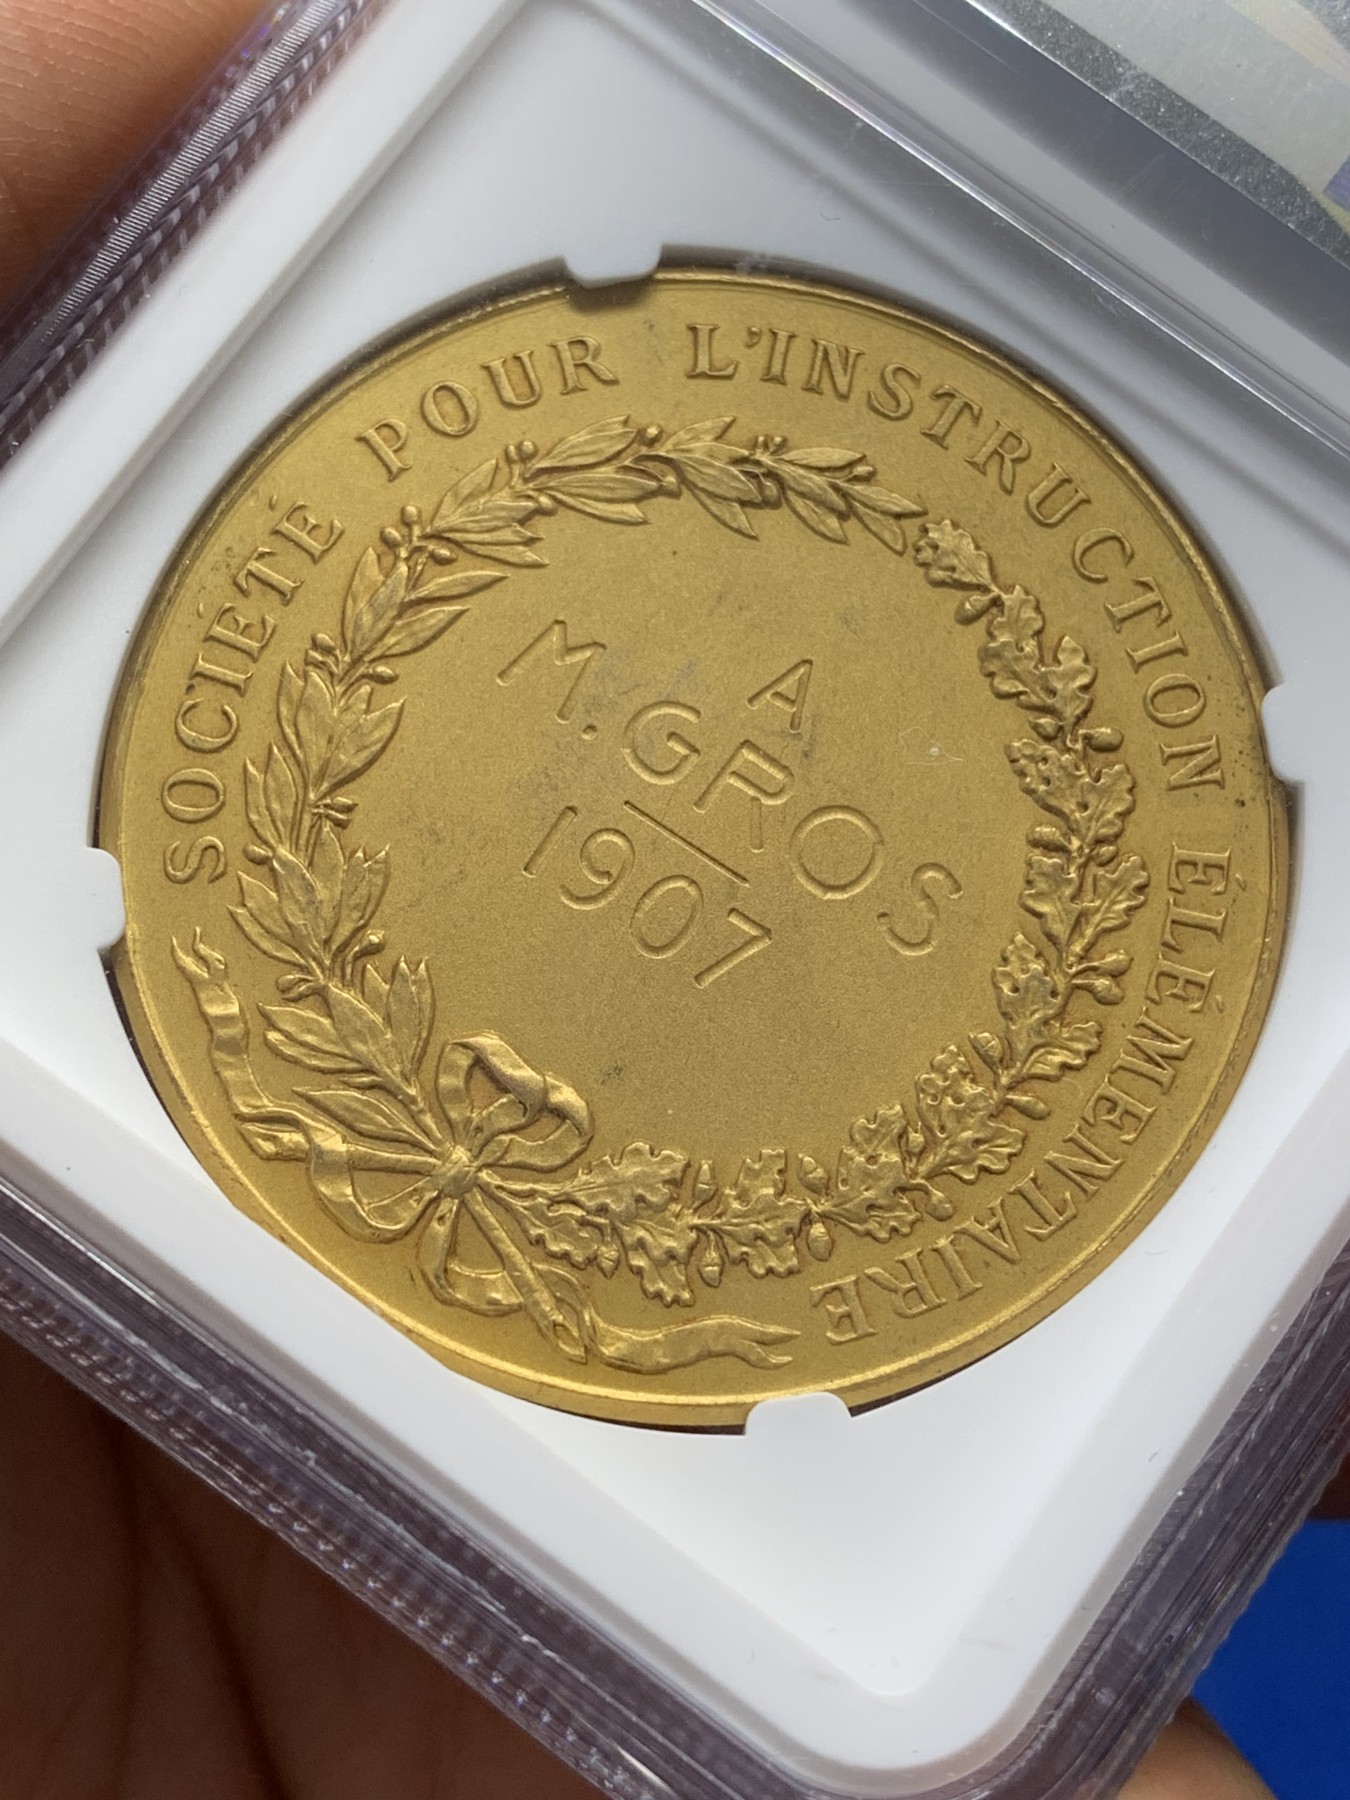 SOCIÉTÉ POUR L'INSTRUCTION ÉLÉMENTAIRE
A
M. GROS
1907